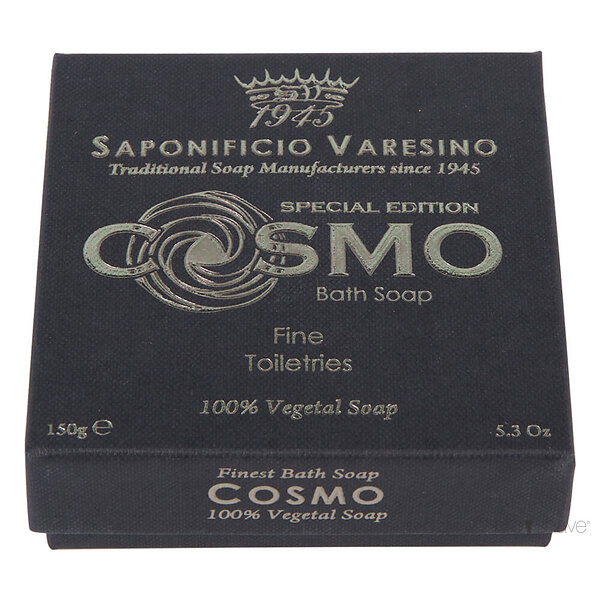 SV
1945
SAPONIFICIO VARESINO
Traditional Soap Manufacturers since 1945
SPECIAL EDITION
COSMO
Bath Soap
Fine
Toiletries
100% Vegetal Soap
150g ℮ 5.3 Oz
Finest Bath Soap
COSMO
100% Vegetal Soap